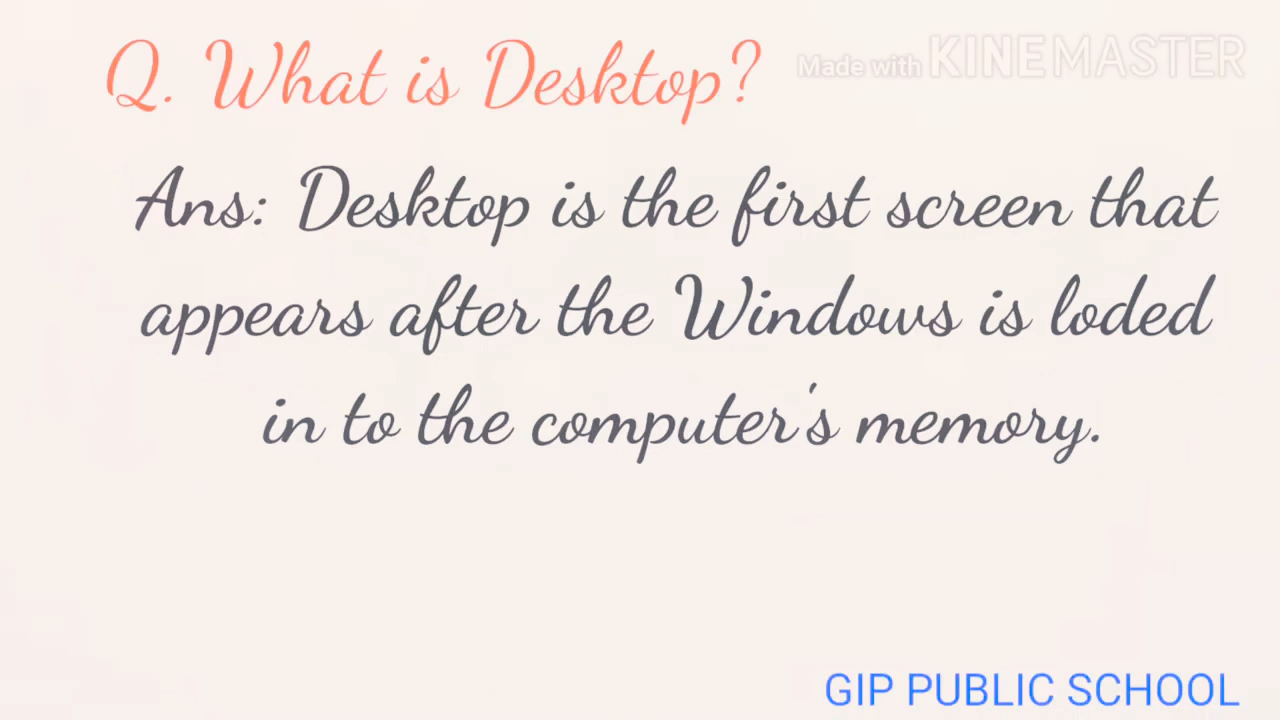 Q. What is Desktop?
Made with KINEMASTER
Ans: Desktop is the first screen that
appears after the Windows is loded
in to the computer's memory.
GIP PUBLIC SCHOOL